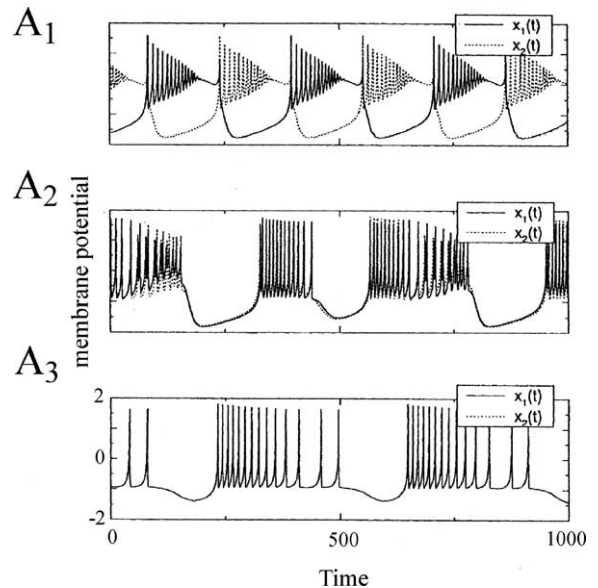 A1
x1(t)
x2(t)
A2
x1(t)
x2(t)
membrane potential
A3
x1(t)
x2(t)
2
0
-2
0
500
1000
Time